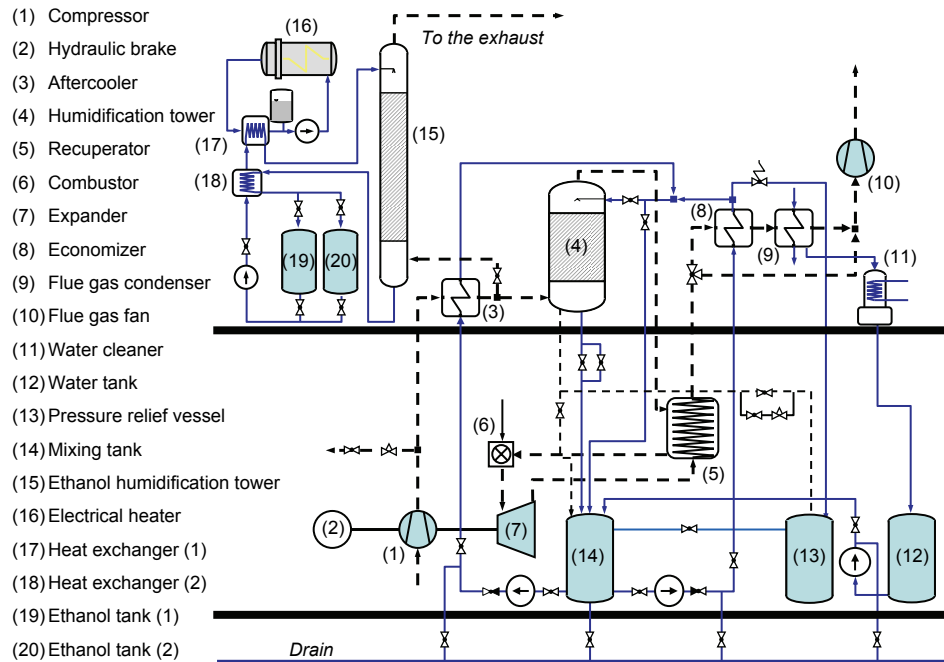 (1) Compressor
(2) Hydraulic brake
(3) Aftercooler
(4) Humidification tower
(5) Recuperator
(6) Combustor
(7) Expander
(8) Economizer
(9) Flue gas condenser
(10) Flue gas fan
(11) Water cleaner
(12) Water tank
(13) Pressure relief vessel
(14) Mixing tank
(15) Ethanol humidification tower
(16) Electrical heater
(17) Heat exchanger (1)
(18) Heat exchanger (2)
(19) Ethanol tank (1)
(20) Ethanol tank (2)
(16)
To the exhaust
(15)
(17)
(18)
(19)
(20)
(4)
(3)
(8)
(9)
(10)
(11)
(6)
(5)
(2)
(1)
(7)
(14)
(13)
(12)
Drain